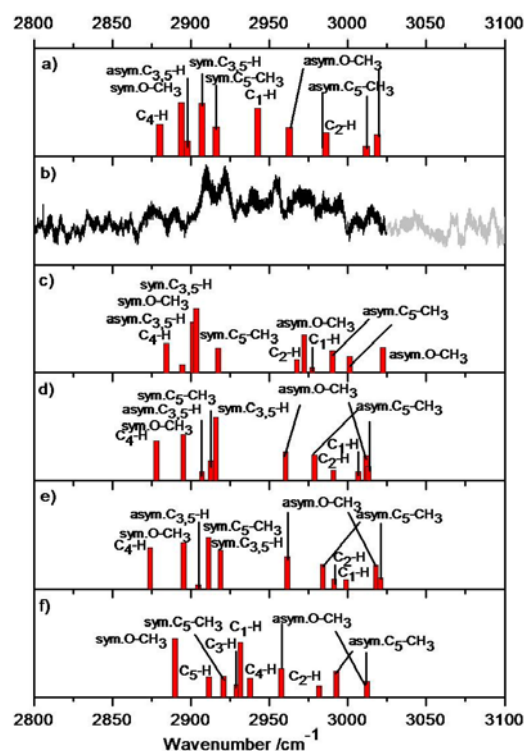 2800 2850 2900 2950 3000 3050 3100
a)
sym.C3,5-H
asym.O-CH3
asym.C3,5-H
sym.O-CH3
sym.C5-CH3
asym.C5-CH3
C1-H
C4-H
C2-H
b)
c)
sym.C3,5-H
sym.O-CH3
asym.C3,5-H
C4-H
sym.C5-CH3
asym.O-CH3
C1-H
C2-H
asym.C5-CH3
asym.O-CH3
d)
sym.C5-CH3
asym.C3,5-H
sym.O-CH3
C4-H
sym.C3,5-H
asym.O-CH3
asym.C5-CH3
C1-H
C2-H
e)
asym.C3,5-H
sym.O-CH3
C4-H
sym.C5-CH3
sym.C3,5-H
asym.O-CH3
asym.C5-CH3
C2-H
C1-H
f)
sym.C5-CH3
C1-H
asym.O-CH3
C3-H
sym.O-CH3
asym.C5-CH3
C5-H
C4-H
C2-H
2800 2850 2900 2950 3000 3050 3100
Wavenumber /cm-1